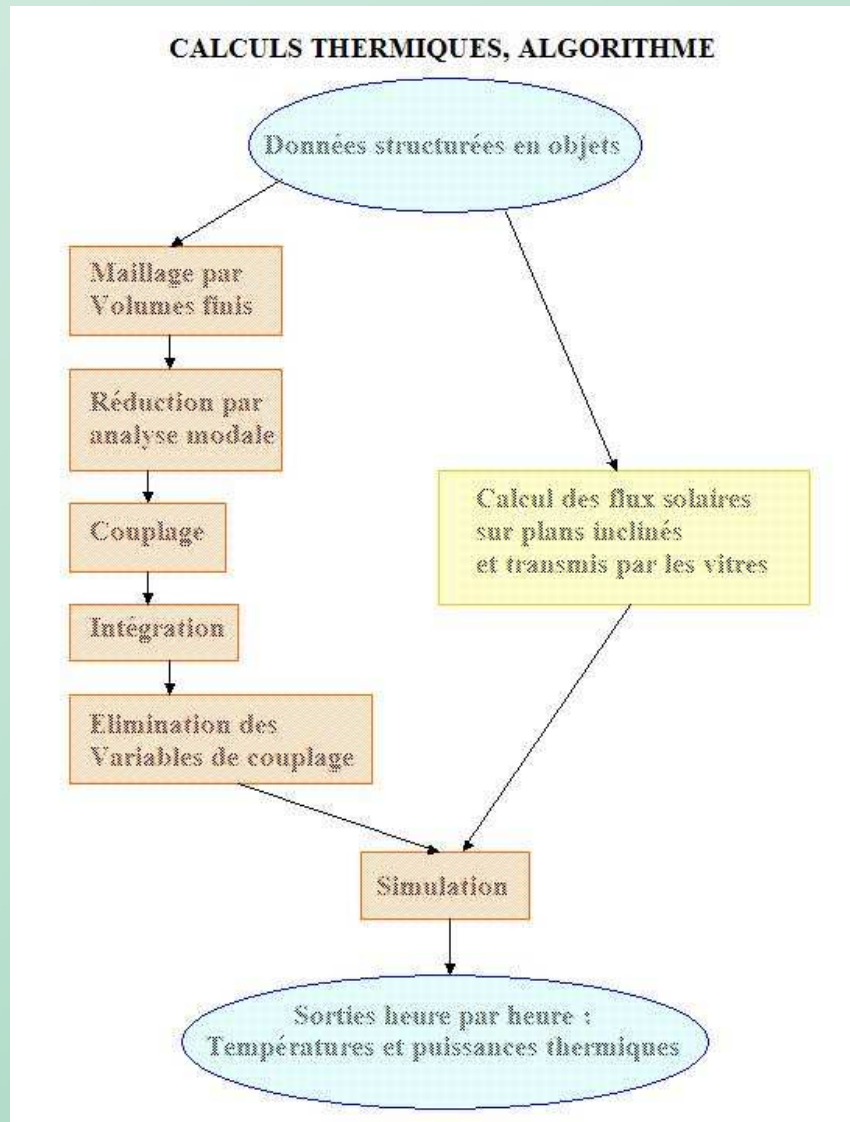 CALCULS THERMIQUES, ALGORITHME
Données structurées en objets
Maillage par
Volumes finis
Réduction par
analyse modale
Couplage
Intégration
Elimination des
Variables de couplage
Calcul des flux solaires
sur plans inclinés
et transmis par les vitres
Simulation
Sorties heure par heure :
Températures et puissances thermiques